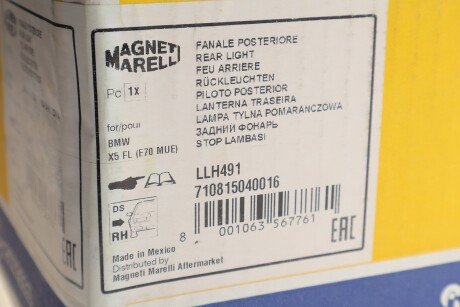 MAGNETI
MARELLI
Pc 1x
for/pour
BMW
X5 FL (E70 MUE)
FANALE POSTERIORE
REAR LIGHT
FEU ARRIERE
RÜCKLEUCHTEN
PILOTO POSTERIOR
LANTERNA TRASEIRA
LAMPA TYLNA POMARANCZOWA
ЗАДНИЙ ФОНАРЬ
STOP LAMBASI
LLH491
710815040016
DS
RH
8 001063 567761
Made in Mexico
Distributed by
Magneti Marelli Aftermarket
EAC